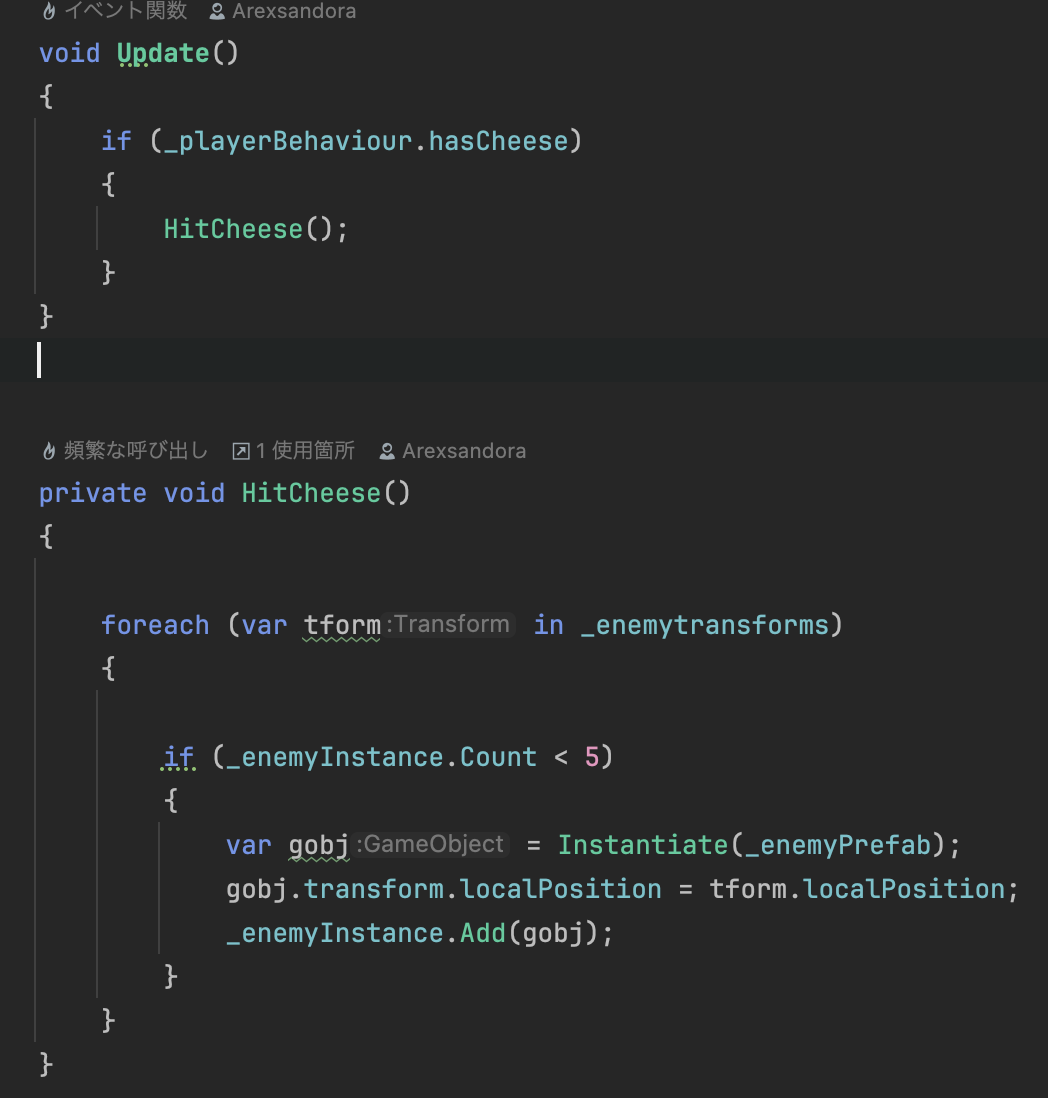 イベント関数 Arexsandora
void Update()
{
if (_playerBehaviour.hasCheese)
{
HitCheese();
}
}
頻繁な呼び出し 1 使用箇所 Arexsandora
private void HitCheese()
{
foreach (var tform :Transform in _enemytransforms)
{
if (_enemyInstance.Count < 5)
{
var gobj :GameObject = Instantiate(_enemyPrefab);
gobj.transform.localPosition = tform.localPosition;
_enemyInstance.Add(gobj);
}
}
}